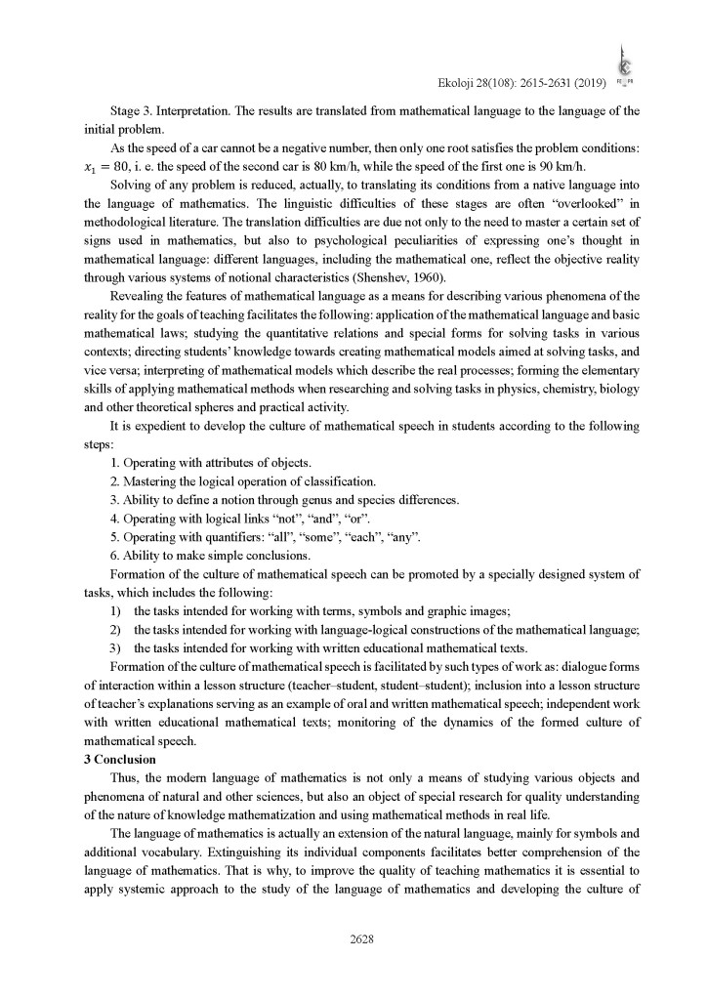 Ekoloji 28(108): 2615-2631 (2019)
Stage 3. Interpretation. The results are translated from mathematical language to the language of the
initial problem.
As the speed of a car cannot be a negative number, then only one root satisfies the problem conditions:
𝑥₁ = 80, i. e. the speed of the second car is 80 km/h, while the speed of the first one is 90 km/h.
Solving of any problem is reduced, actually, to translating its conditions from a native language into
the language of mathematics. The linguistic difficulties of these stages are often “overlooked” in
methodological literature. The translation difficulties are due not only to the need to master a certain set of
signs used in mathematics, but also to psychological peculiarities of expressing one’s thought in
mathematical language: different languages, including the mathematical one, reflect the objective reality
through various systems of notional characteristics (Shenshev, 1960).
Revealing the features of mathematical language as a means for describing various phenomena of the
reality for the goals of teaching facilitates the following: application of the mathematical language and basic
mathematical laws; studying the quantitative relations and special forms for solving tasks in various
contexts; directing students’ knowledge towards creating mathematical models aimed at solving tasks, and
vice versa; interpreting of mathematical models which describe the real processes; forming the elementary
skills of applying mathematical methods when researching and solving tasks in physics, chemistry, biology
and other theoretical spheres and practical activity.
It is expedient to develop the culture of mathematical speech in students according to the following
steps:
1. Operating with attributes of objects.
2. Mastering the logical operation of classification.
3. Ability to define a notion through genus and species differences.
4. Operating with logical links “not”, “and”, “or”.
5. Operating with quantifiers: “all”, “some”, “each”, “any”.
6. Ability to make simple conclusions.
Formation of the culture of mathematical speech can be promoted by a specially designed system of
tasks, which includes the following:
1) the tasks intended for working with terms, symbols and graphic images;
2) the tasks intended for working with language-logical constructions of the mathematical language;
3) the tasks intended for working with written educational mathematical texts.
Formation of the culture of mathematical speech is facilitated by such types of work as: dialogue forms
of interaction within a lesson structure (teacher–student, student–student); inclusion into a lesson structure
of teacher’s explanations serving as an example of oral and written mathematical speech; independent work
with written educational mathematical texts; monitoring of the dynamics of the formed culture of
mathematical speech.
3 Conclusion
Thus, the modern language of mathematics is not only a means of studying various objects and
phenomena of natural and other sciences, but also an object of special research for quality understanding
of the nature of knowledge mathematization and using mathematical methods in real life.
The language of mathematics is actually an extension of the natural language, mainly for symbols and
additional vocabulary. Extinguishing its individual components facilitates better comprehension of the
language of mathematics. That is why, to improve the quality of teaching mathematics it is essential to
apply systemic approach to the study of the language of mathematics and developing the culture of
2628